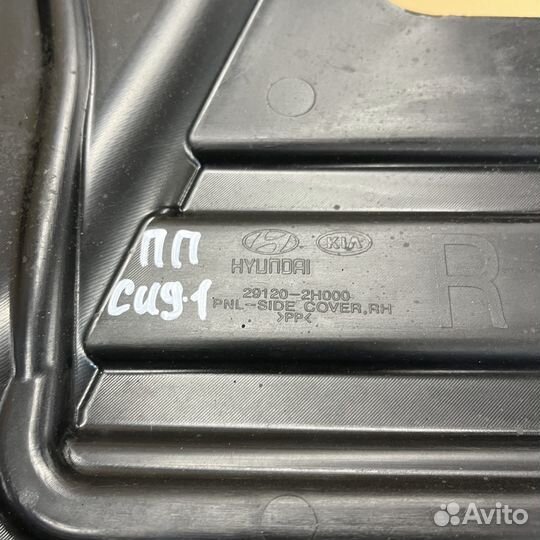 ПП
сид.1
HYUNDAI
KIA
29120-2H000
PNL-SIDE COVER,RH
>PP<
R
Avito